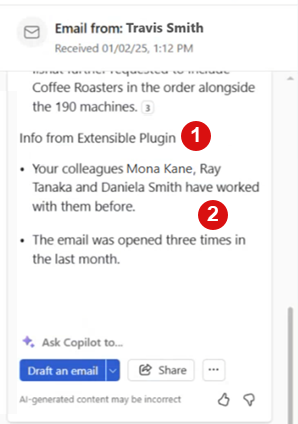 Email from: Travis Smith
Received 01/02/25, 1:12 PM
further requested to include
Coffee Roasters in the order alongside
the 190 machines. 3
Info from Extensible Plugin 1
• Your colleagues Mona Kane, Ray
Tanaka and Daniela Smith have worked
with them before.
2
• The email was opened three times in
the last month.
Ask Copilot to...
Draft an email
Share
...
AI-generated content may be incorrect